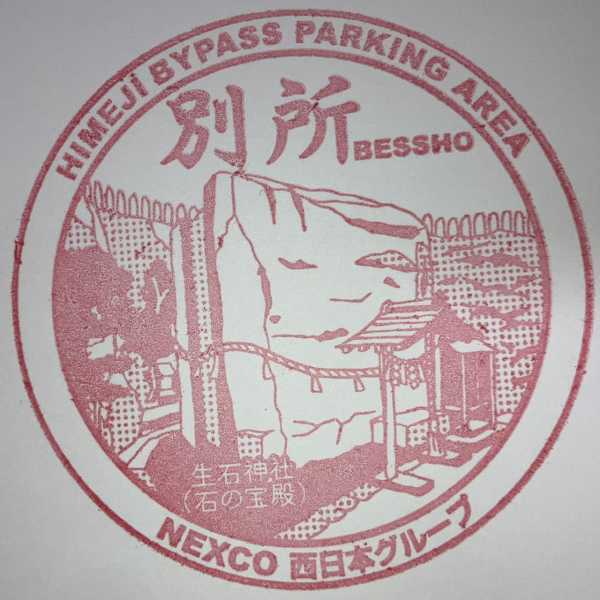 HIMEJI BYPASS PARKING AREA
別所
BESSHO
生石神社
(石の宝殿)
NEXCO 西日本グループ